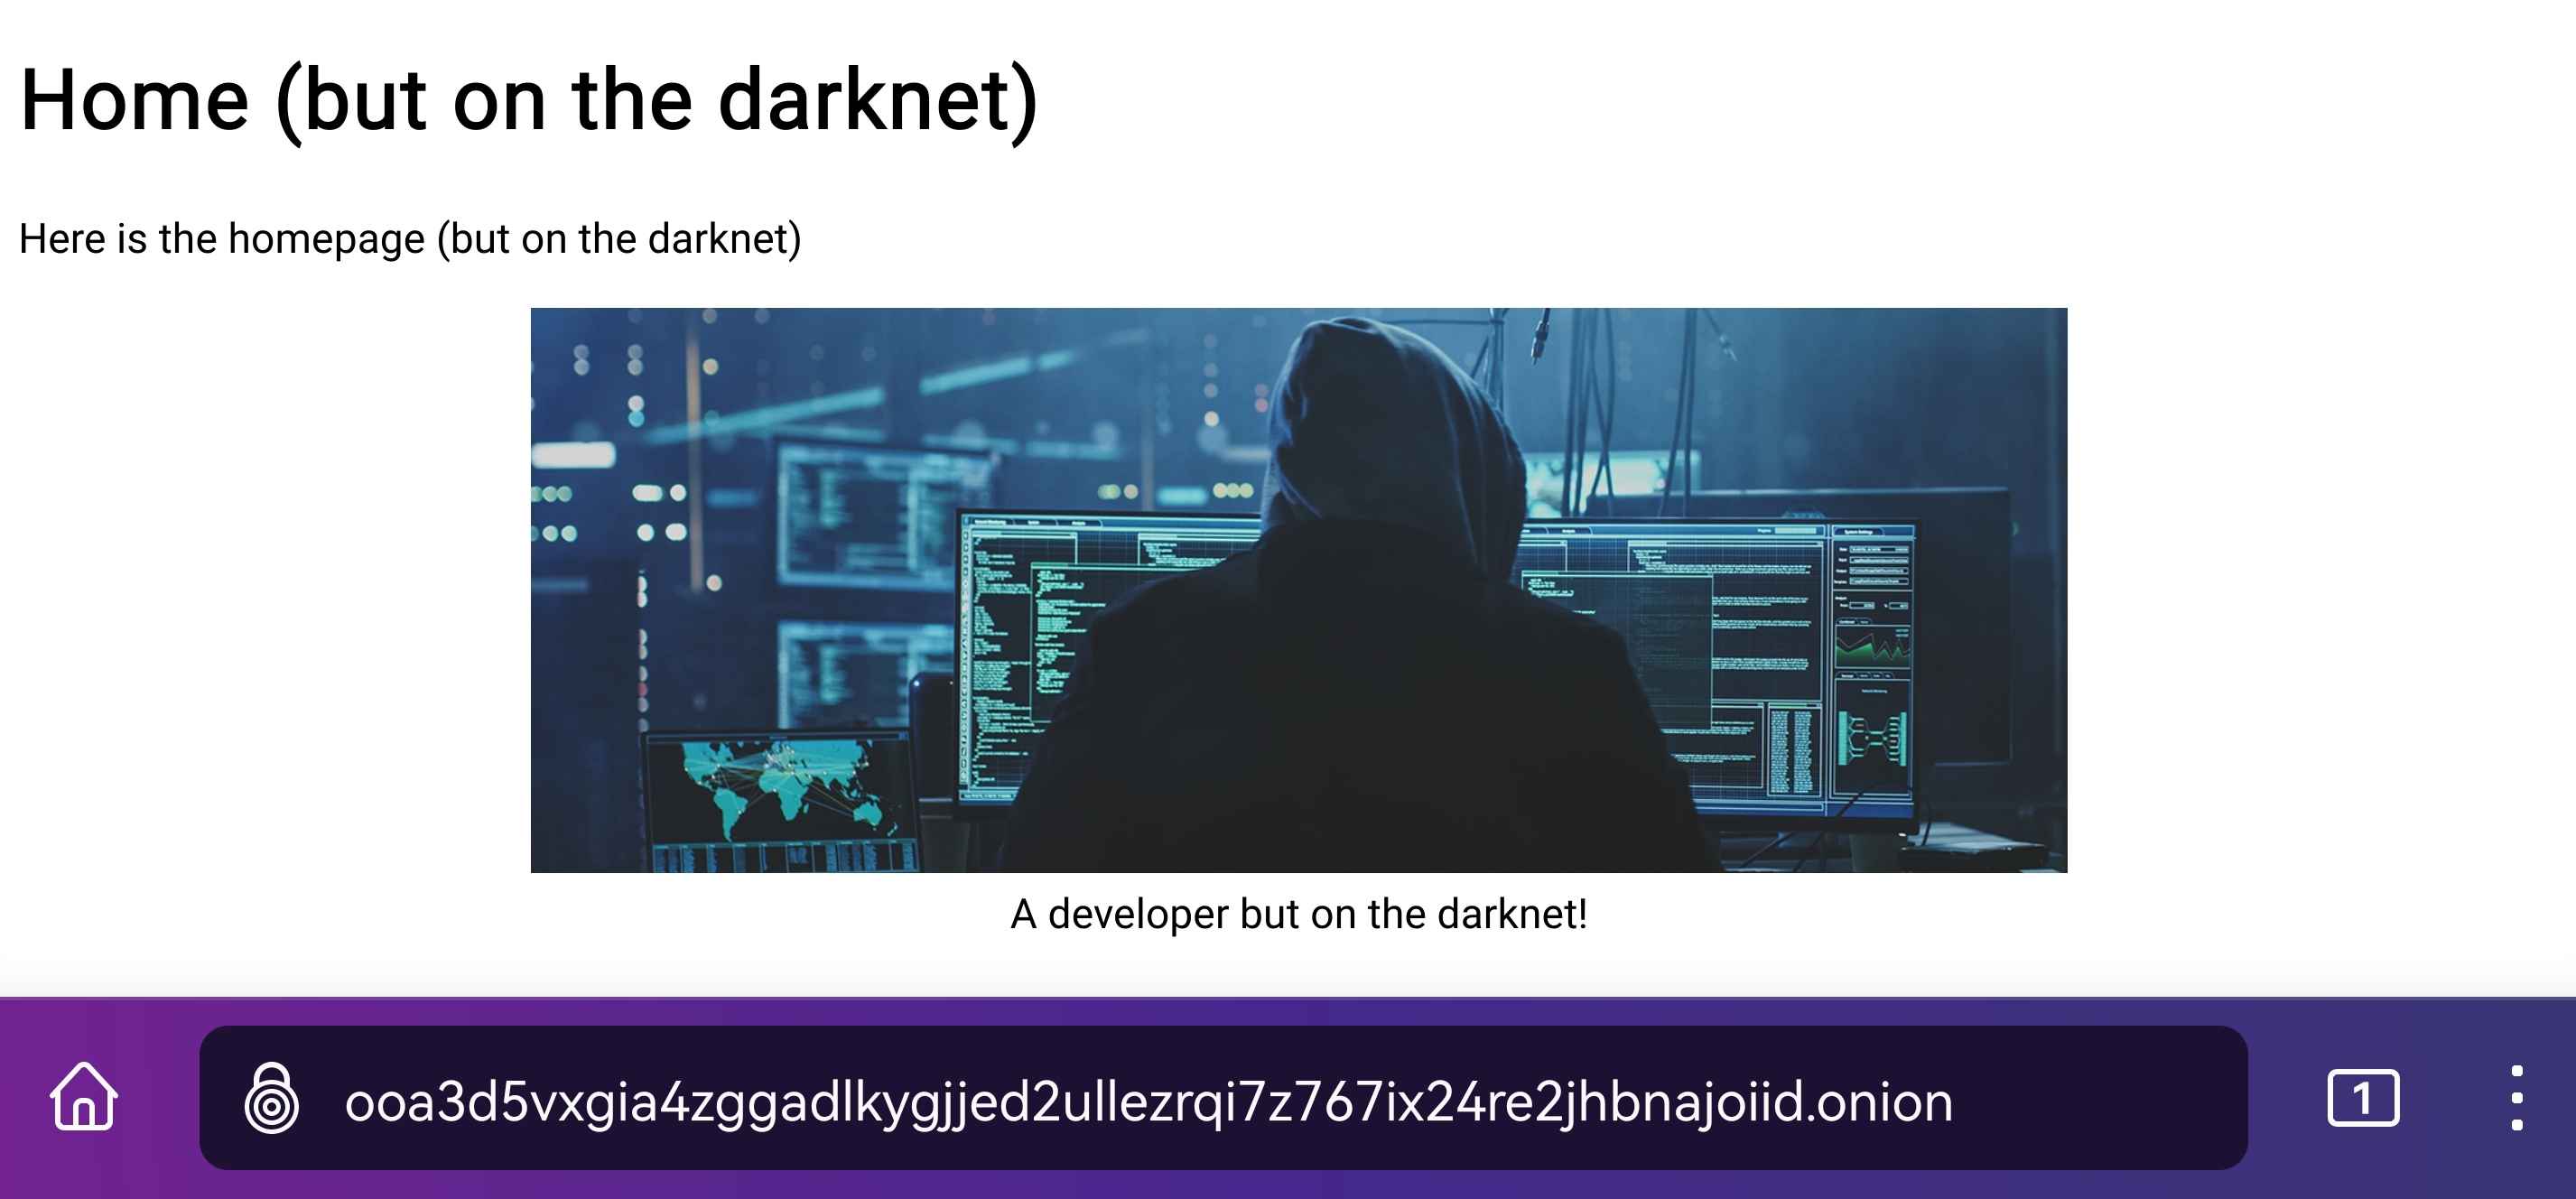 Home (but on the darknet)
Here is the homepage (but on the darknet)
A developer but on the darknet!
ooa3d5vxgia4zggadlkygjjed2ullezrqi7z767ix24re2jhbnajoiid.onion
1